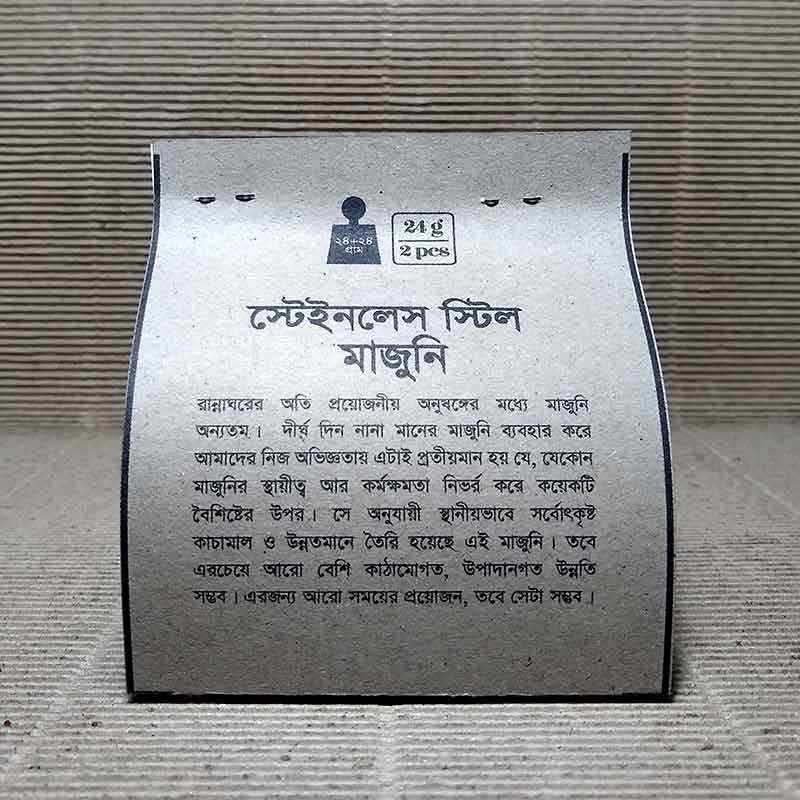 ২৪+২৪
গ্রাম
24 g
2 pcs
স্টেইনলেস স্টিল
মাজুনি
রান্নাঘরের অতি প্রয়োজনীয় অনুষঙ্গের মধ্যে মাজুনি
অন্যতম। দীর্ঘ দিন নানা মানের মাজুনি ব্যবহার করে
আমাদের নিজ অভিজ্ঞতায় এটাই প্রতীয়মান হয় যে, যেকোন
মাজুনির স্থায়ীত্ব আর কর্মক্ষমতা নির্ভর করে কয়েকটি
বৈশিষ্টের উপর। সে অনুযায়ী স্থানীয়ভাবে সর্বোৎকৃষ্ট
কাচামাল ও উন্নতমানে তৈরি হয়েছে এই মাজুনি। তবে
এরচেয়ে আরো বেশি কাঠামোগত, উপাদানগত উন্নতি
সম্ভব। এরজন্য আরো সময়ের প্রয়োজন, তবে সেটা সম্ভব।